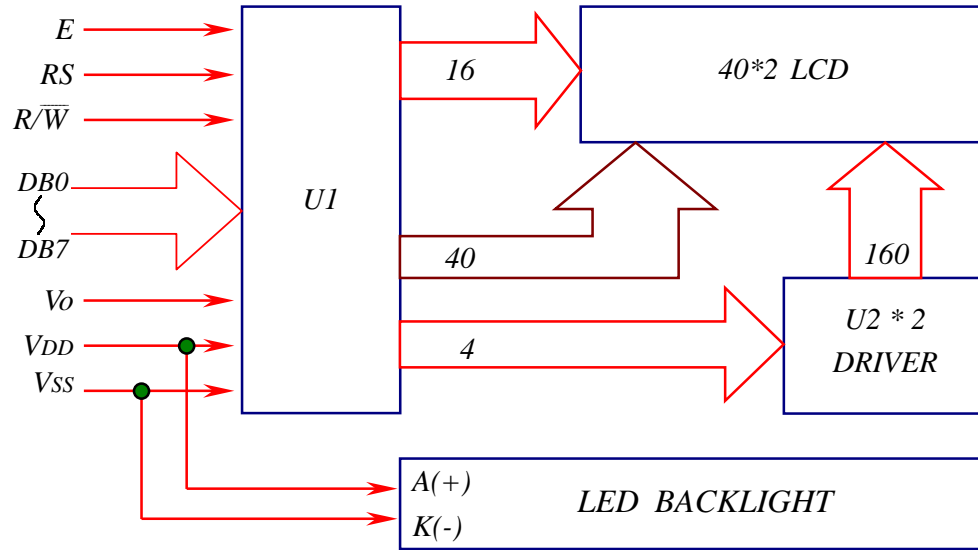 E
RS
R/W̅
DB0
DB7
Vo
VDD
VSS
U1
16
40
4
40*2 LCD
160
U2 * 2
DRIVER
A(+)
K(-)
LED BACKLIGHT